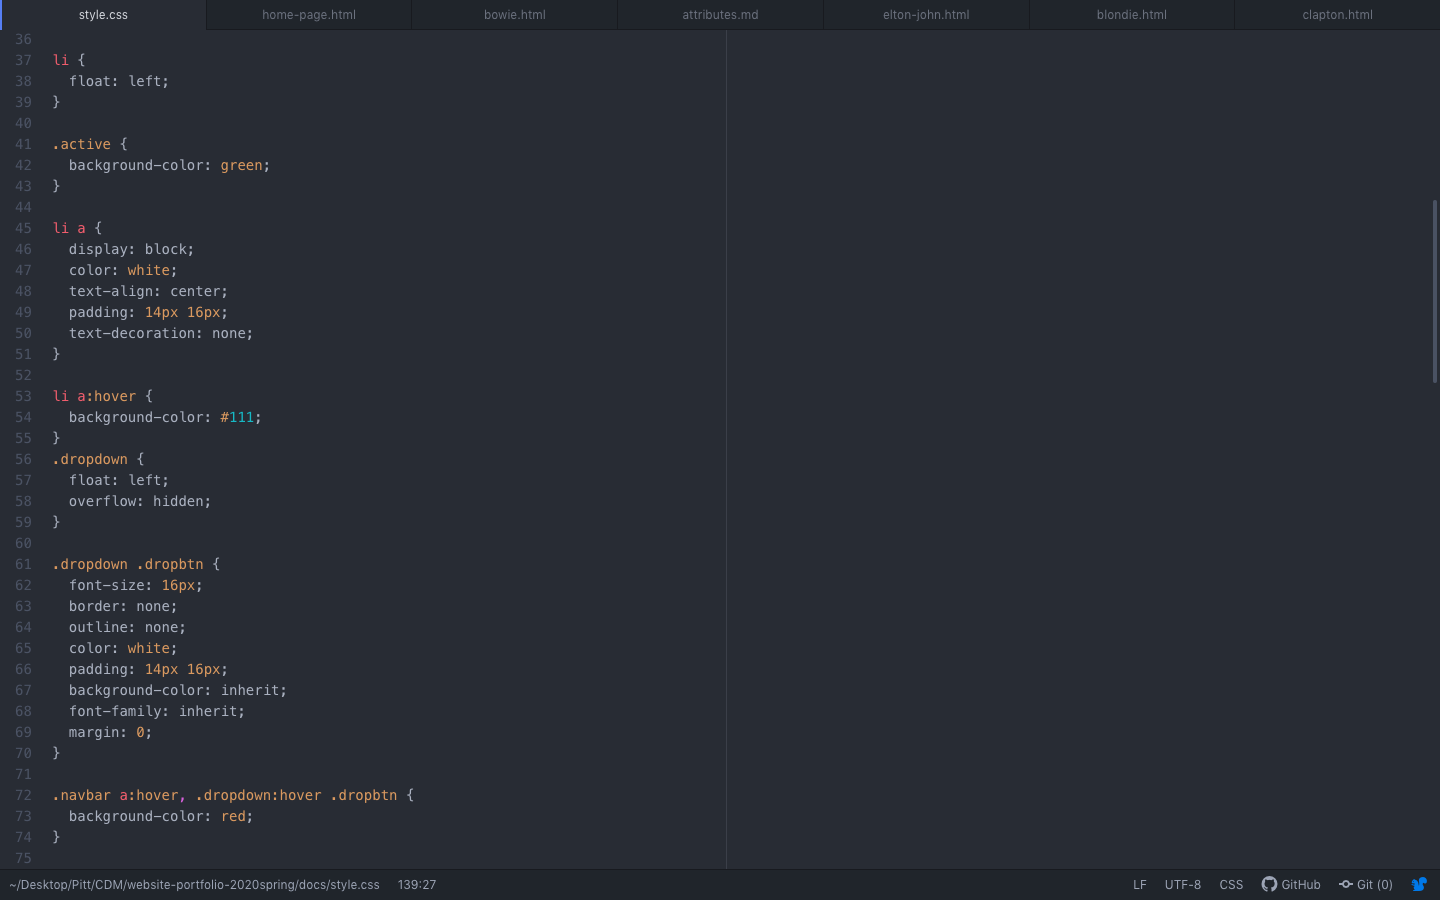 style.css home-page.html bowie.html attributes.md elton-john.html blondie.html clapton.html
36
37 li {
38   float: left;
39 }
40
41 .active {
42   background-color: green;
43 }
44
45 li a {
46   display: block;
47   color: white;
48   text-align: center;
49   padding: 14px 16px;
50   text-decoration: none;
51 }
52
53 li a:hover {
54   background-color: #111;
55 }
56 .dropdown {
57   float: left;
58   overflow: hidden;
59 }
60
61 .dropdown .dropbtn {
62   font-size: 16px;
63   border: none;
64   outline: none;
65   color: white;
66   padding: 14px 16px;
67   background-color: inherit;
68   font-family: inherit;
69   margin: 0;
70 }
71
72 .navbar a:hover, .dropdown:hover .dropbtn {
73   background-color: red;
74 }
75
~/Desktop/Pitt/CDM/website-portfolio-2020spring/docs/style.css 139:27 LF UTF-8 CSS GitHub Git (0)